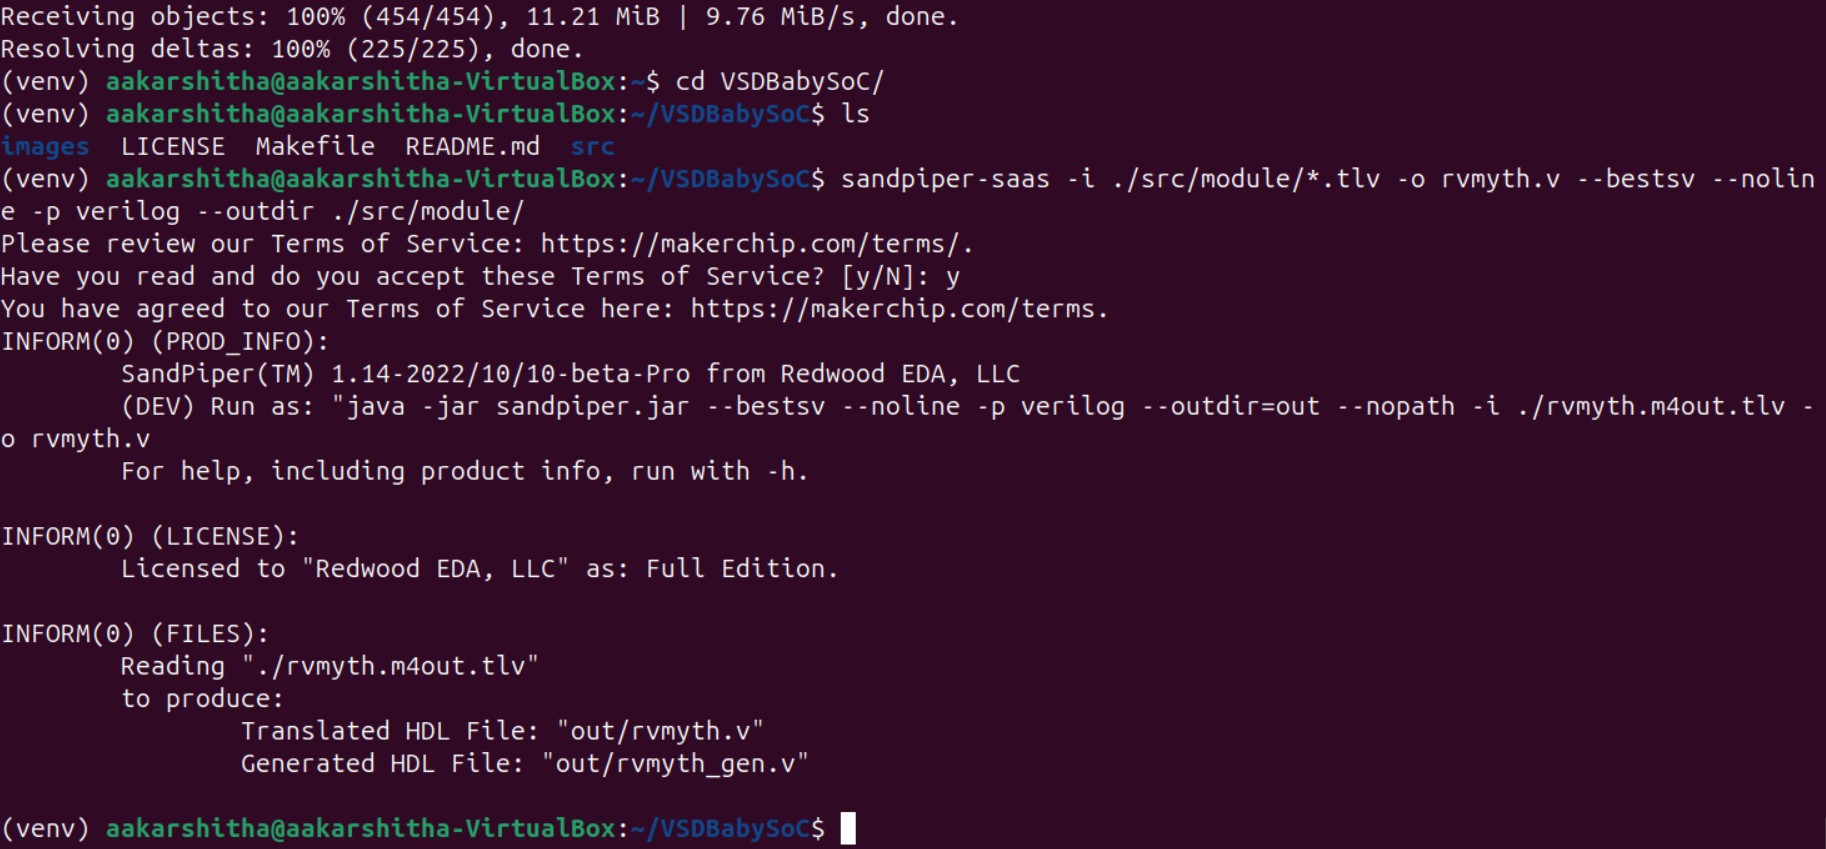 Receiving objects: 100% (454/454), 11.21 MiB | 9.76 MiB/s, done.
Resolving deltas: 100% (225/225), done.
(venv) aakarshitha@aakarshitha-VirtualBox:~$ cd VSDBabySoC/
(venv) aakarshitha@aakarshitha-VirtualBox:~/VSDBabySoC$ ls
images  LICENSE  Makefile  README.md  src
(venv) aakarshitha@aakarshitha-VirtualBox:~/VSDBabySoC$ sandpiper-saas -i ./src/module/*.tlv -o rvmyth.v --bestsv --nolin
e -p verilog --outdir ./src/module/
Please review our Terms of Service: https://makerchip.com/terms/.
Have you read and do you accept these Terms of Service? [y/N]: y
You have agreed to our Terms of Service here: https://makerchip.com/terms.
INFORM(0) (PROD_INFO):
        SandPiper(TM) 1.14-2022/10/10-beta-Pro from Redwood EDA, LLC
        (DEV) Run as: "java -jar sandpiper.jar --bestsv --noline -p verilog --outdir=out --nopath -i ./rvmyth.m4out.tlv -
o rvmyth.v
        For help, including product info, run with -h.

INFORM(0) (LICENSE):
        Licensed to "Redwood EDA, LLC" as: Full Edition.

INFORM(0) (FILES):
        Reading "./rvmyth.m4out.tlv"
        to produce:
                Translated HDL File: "out/rvmyth.v"
                Generated HDL File: "out/rvmyth_gen.v"

(venv) aakarshitha@aakarshitha-VirtualBox:~/VSDBabySoC$